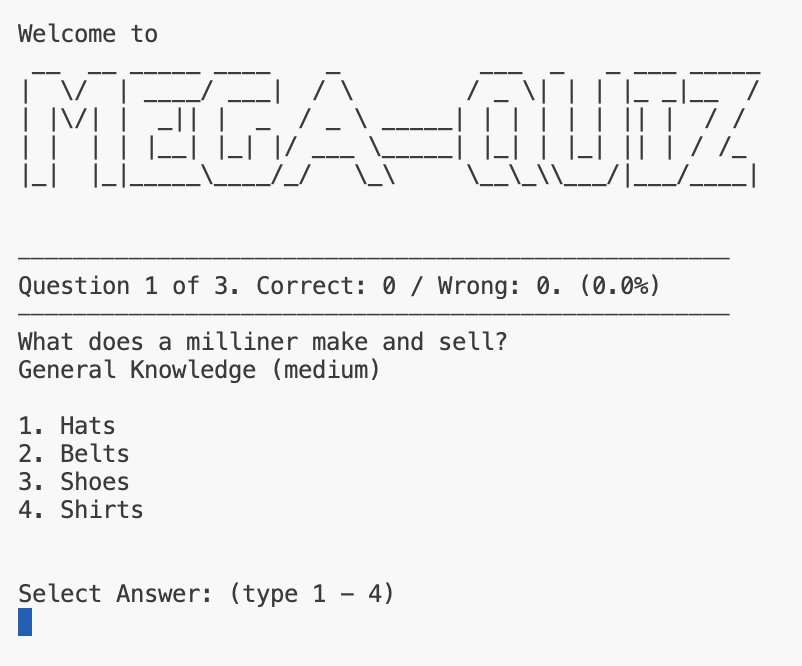 Welcome to
MEGA-QUIZ
Question 1 of 3. Correct: 0 / Wrong: 0. (0.0%)
What does a milliner make and sell?
General Knowledge (medium)
1. Hats
2. Belts
3. Shoes
4. Shirts
Select Answer: (type 1 – 4)